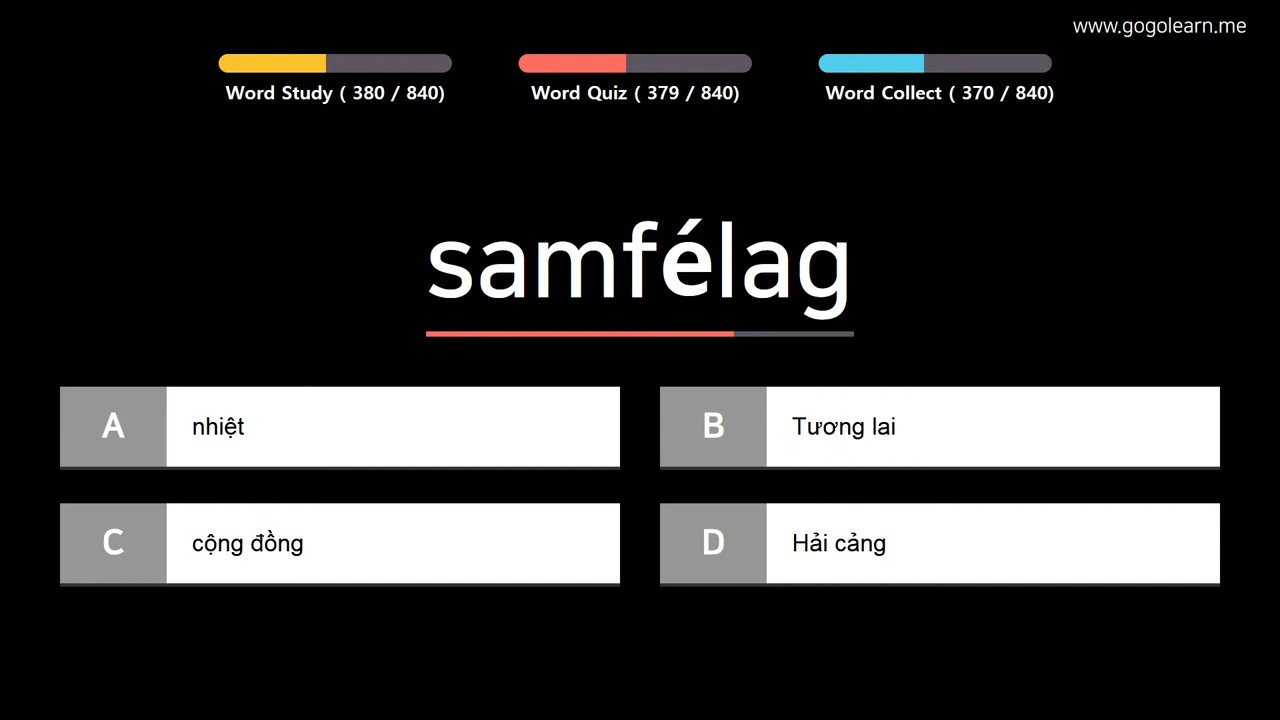 www.gogolearn.me
Word Study ( 380 / 840)
Word Quiz ( 379 / 840)
Word Collect ( 370 / 840)
samfélag
A nhiệt
B Tương lai
C cộng đồng
D Hải cảng